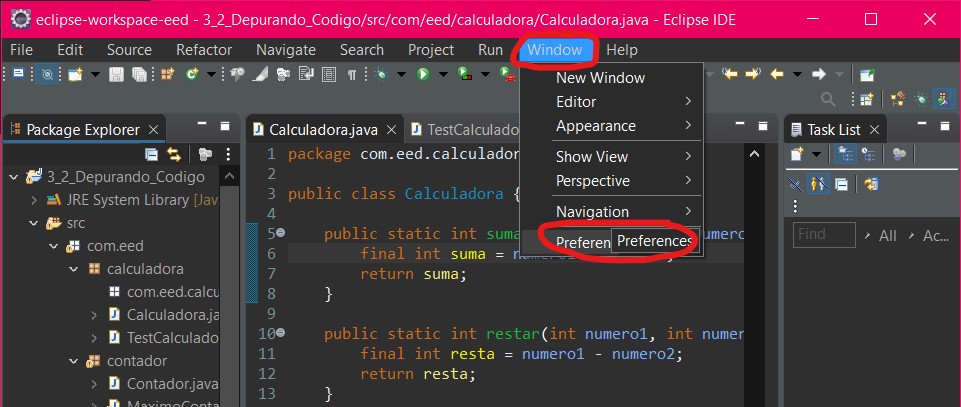 eclipse-workspace-eed - 3_2_Depurando_Codigo/src/com/eed/calculadora/Calculadora.java - Eclipse IDE
File Edit Source Refactor Navigate Search Project Run Window Help
New Window
Editor
Appearance
Show View
Perspective
Navigation
Preferen
Preferences
Package Explorer
3_2_Depurando_Codigo
JRE System Library [Jav
src
com.eed
calculadora
com.eed.calcu
Calculadora.ja
TestCalculado
contador
Contador.java
MaximoConta
Calculadora.java TestCalculado
1 package com.eed.calculador
2
3 public class Calculadora {
4
5 public static int suma umero
6 final int suma =
7 return suma;
8 }
9
10 public static int restar(int numero1, int numer
11 final int resta = numero1 - numero2;
12 return resta;
13 }
Task List
Find All Ac...